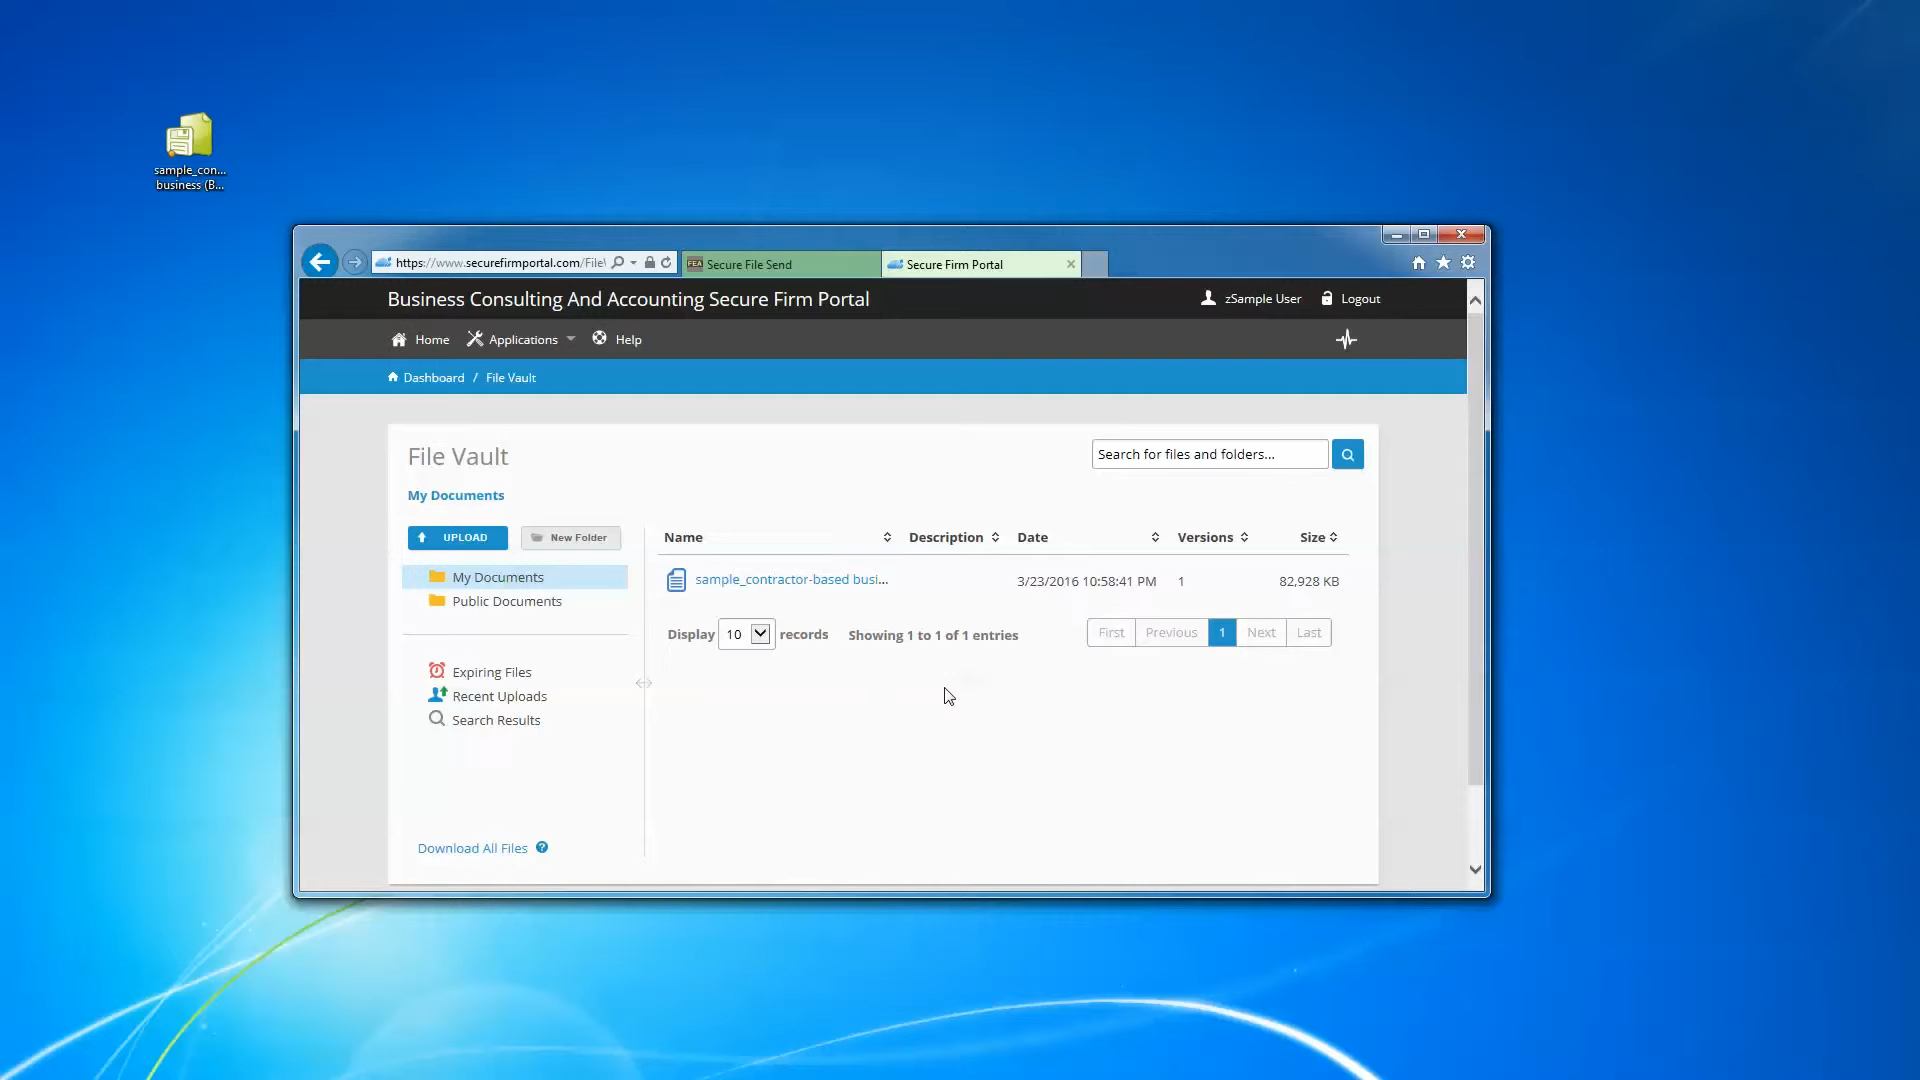 sample_con...
business (B...
https://www.securefirmportal.com/File\
FEA Secure File Send
Secure Firm Portal
Business Consulting And Accounting Secure Firm Portal
zSample User
Logout
Home
Applications
Help
Dashboard / File Vault
File Vault
Search for files and folders...
My Documents
UPLOAD
New Folder
Name
Description
Date
Versions
Size
My Documents
sample_contractor-based busi...
3/23/2016 10:58:41 PM
1
82,928 KB
Public Documents
Display 10 records
Showing 1 to 1 of 1 entries
First Previous 1 Next Last
Expiring Files
Recent Uploads
Search Results
Download All Files ?